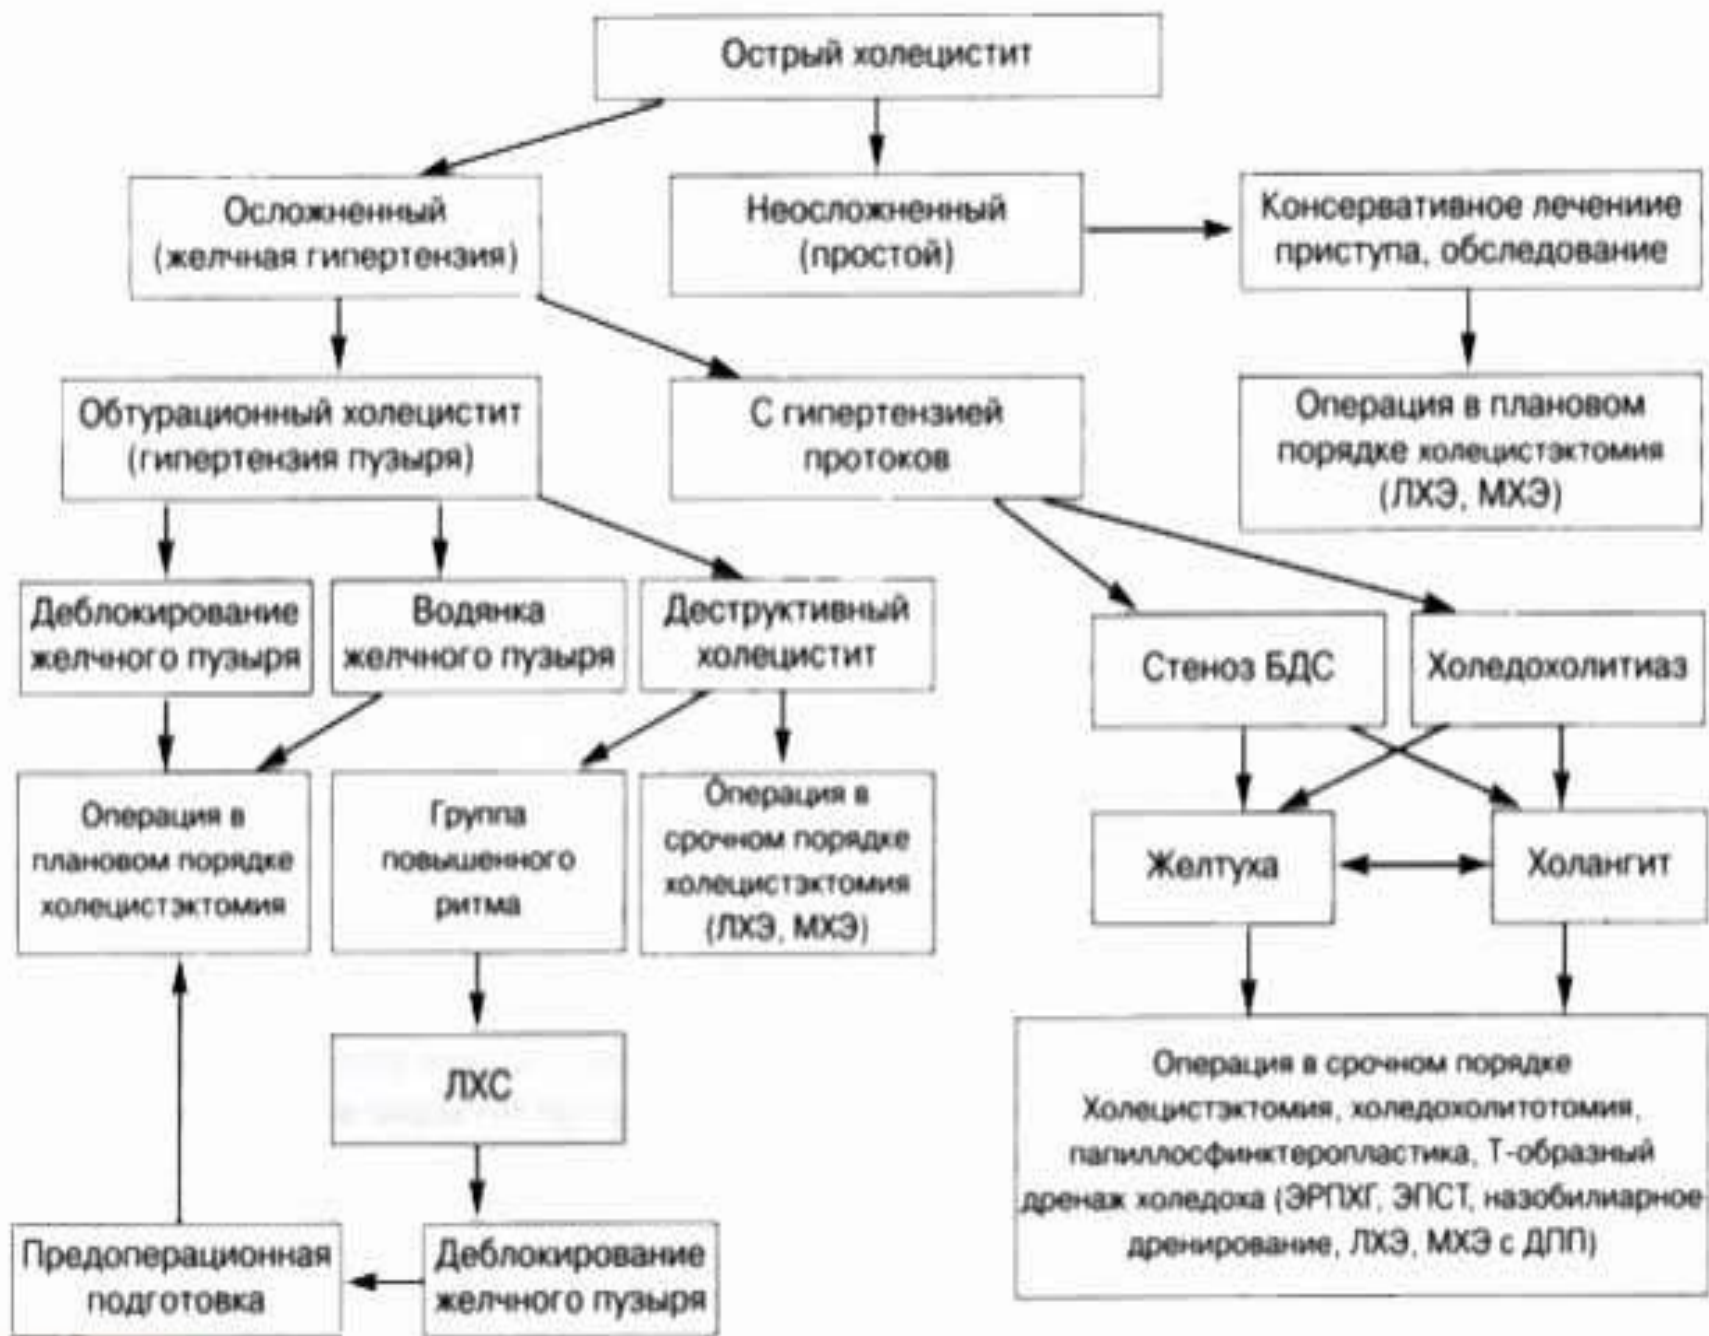 Острый холецистит
Осложненный
(желчная гипертензия)
Неосложненный
(простой)
Консервативное лечениие
приступа, обследование
Обтурационный холецистит
(гипертензия пузыря)
С гипертензией
протоков
Операция в плановом
порядке холецистэктомия
(ЛХЭ, МХЭ)
Деблокирование
желчного пузыря
Водянка
желчного пузыря
Деструктивный
холецистит
Стеноз БДС
Холедохолитиаз
Операция в
плановом порядке
холецистэктомия
Группа
повышенного
ритма
Операция в
срочном порядке
холецистэктомия
(ЛХЭ, МХЭ)
Желтуха
Холангит
ЛХС
Операция в срочном порядке
Холецистэктомия, холедохолитотомия,
папиллосфинктеропластика, Т-образный
дренаж холедоха (ЭРПХГ, ЭПСТ, назобилиарное
дренирование, ЛХЭ, МХЭ с ДПП)
Предоперационная
подготовка
Деблокирование
желчного пузыря